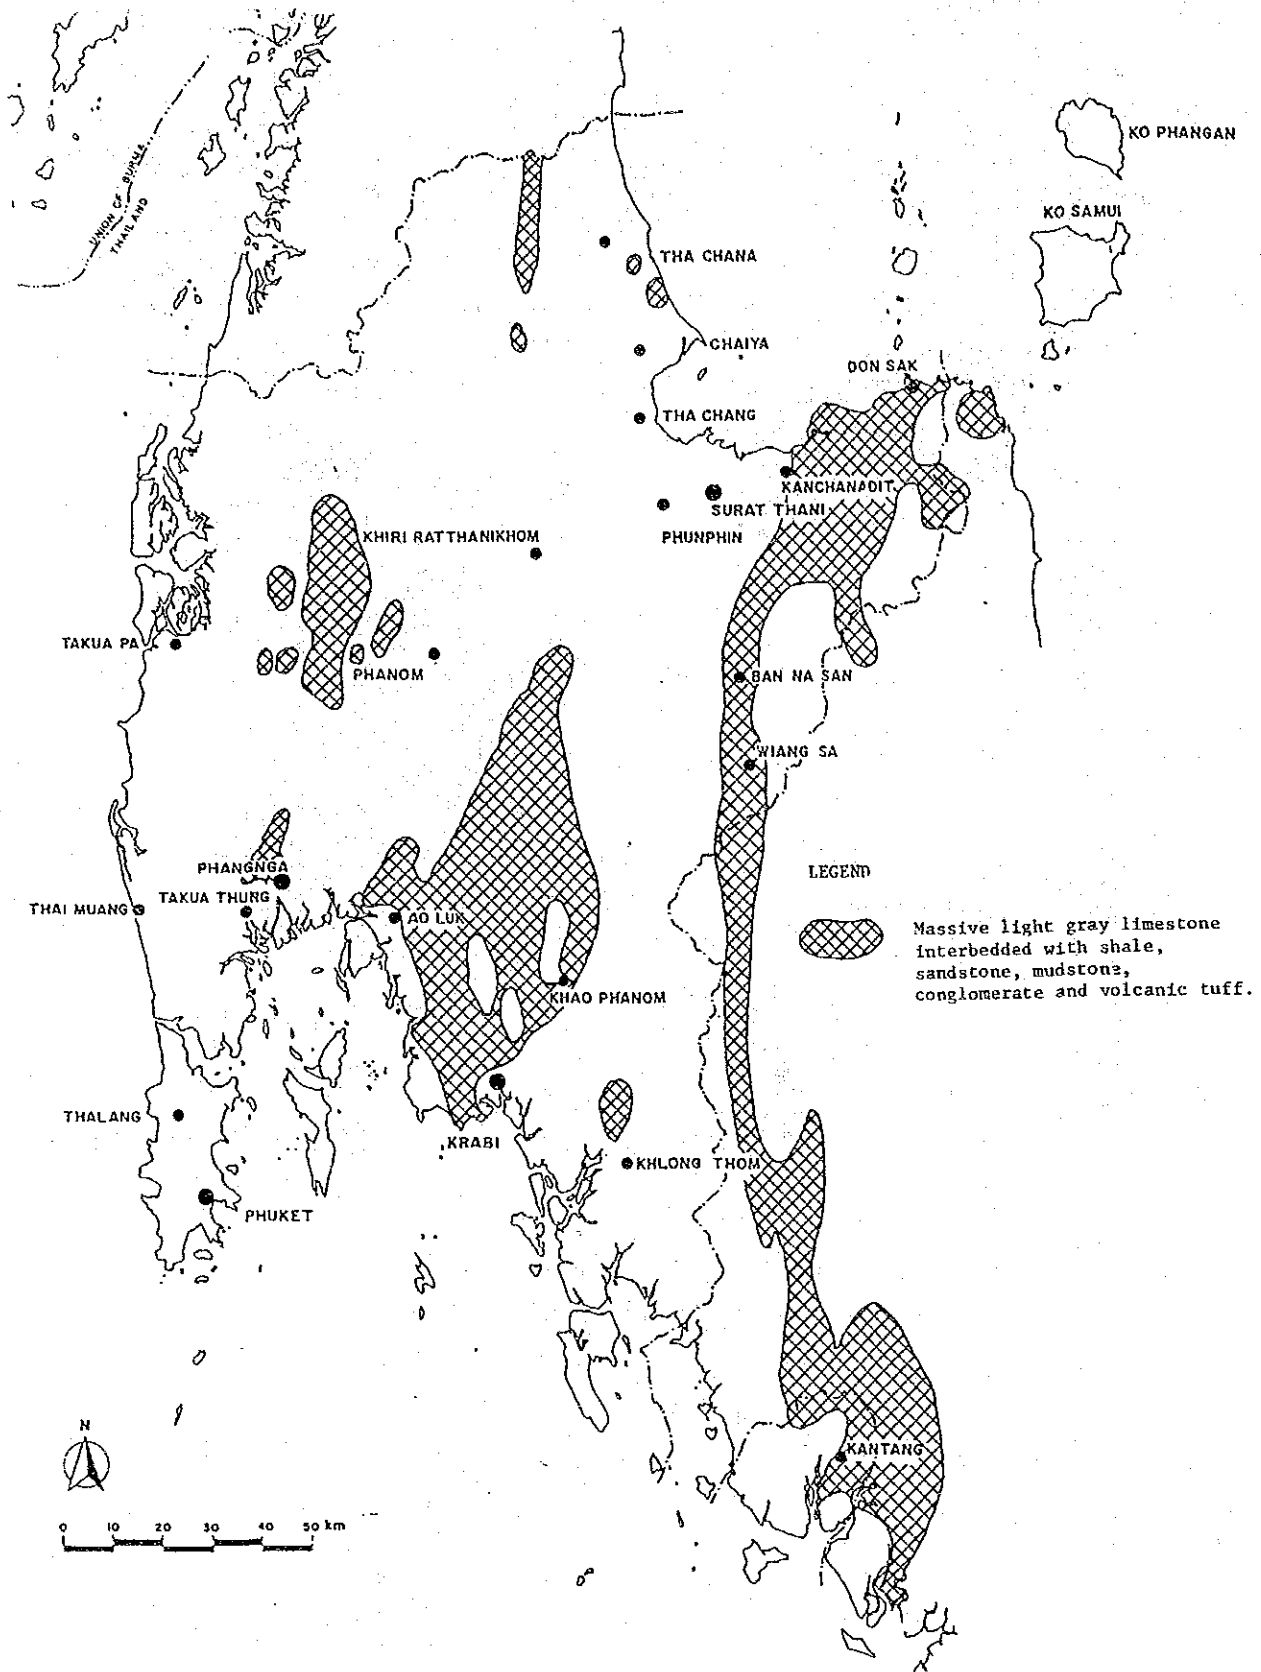 KO PHANGAN
UNION OF BURMA
THAILAND
KO SAMUI
THA CHANA
CHAIYA
DON SAK
THA CHANG
KANCHANADIT
SURAT THANI
KHIRI RATTHANIKHOM
PHUNPHIN
TAKUA PA
PHANOM
BAN NA SAN
WIANG SA
PHANGNGA
TAKUA THUNG
THAI MUANG
AO LUK
LEGEND
Massive light gray limestone
interbedded with shale,
sandstone, mudstone,
conglomerate and volcanic tuff.
KHAO PHANOM
THALANG
KRABI
KHLONG THOM
PHUKET
N
KANTANG
0 10 20 30 40 50 km